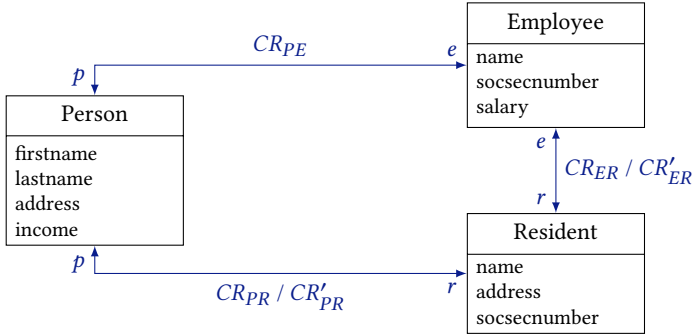 Employee
name
socsecnumber
salary
CR_PE
p
e
Person
firstname
lastname
address
income
e
CR_ER / CR′_ER
r
Resident
name
address
socsecnumber
p
CR_PR / CR′_PR
r